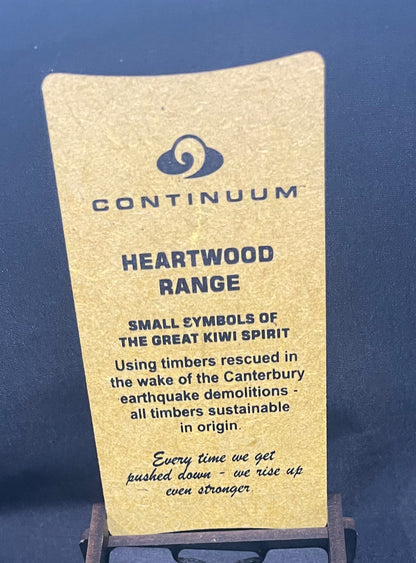 CONTINUUM™
HEARTWOOD
RANGE
SMALL SYMBOLS OF
THE GREAT KIWI SPIRIT
Using timbers rescued in
the wake of the Canterbury
earthquake demolitions -
all timbers sustainable
in origin.
Every time we get
pushed down - we rise up
even stronger.